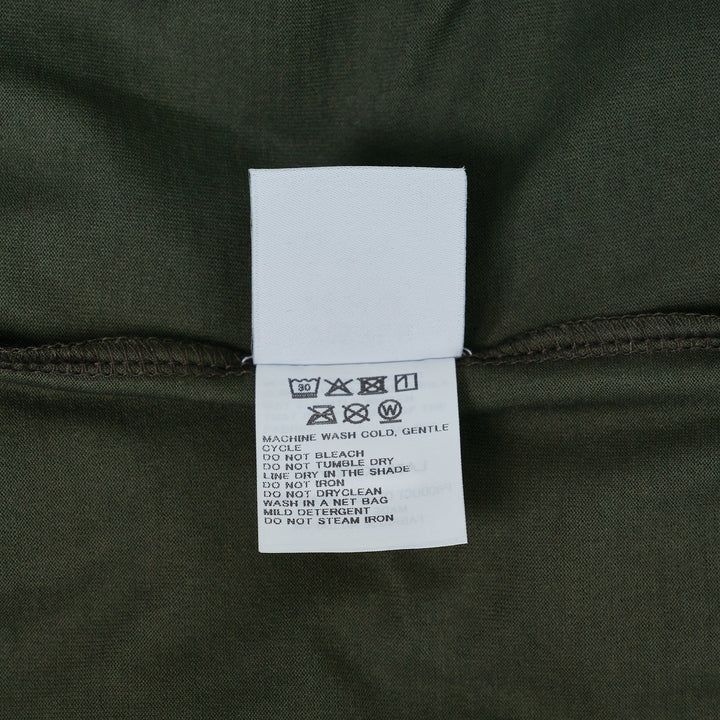 30
W
MACHINE WASH COLD, GENTLE
CYCLE
DO NOT BLEACH
DO NOT TUMBLE DRY
LINE DRY IN THE SHADE
DO NOT IRON
DO NOT DRYCLEAN
WASH IN A NET BAG
MILD DETERGENT
DO NOT STEAM IRON